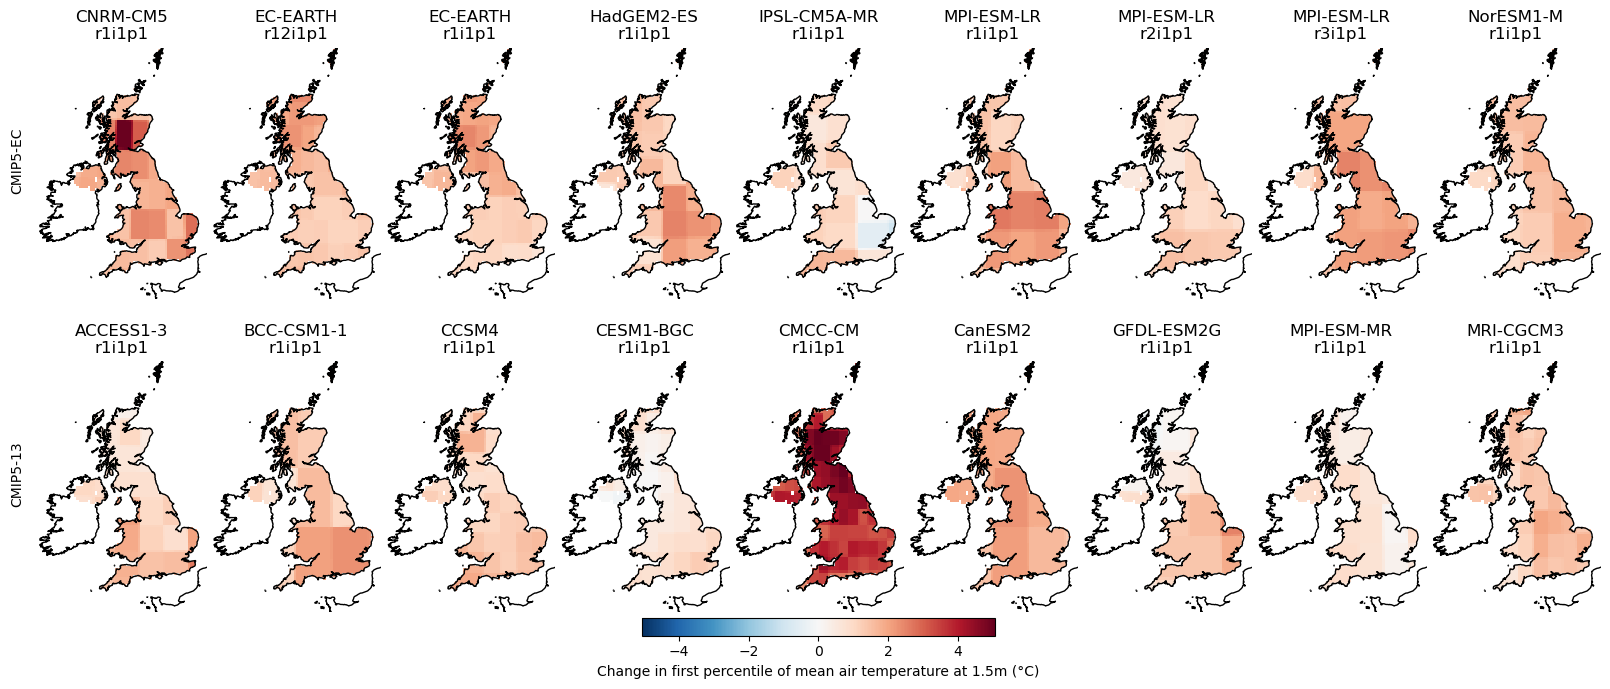 CNRM-CM5
r1i1p1
EC-EARTH
r12i1p1
EC-EARTH
r1i1p1
HadGEM2-ES
r1i1p1
IPSL-CM5A-MR
r1i1p1
MPI-ESM-LR
r1i1p1
MPI-ESM-LR
r2i1p1
MPI-ESM-LR
r3i1p1
NorESM1-M
r1i1p1
CMIP5-EC
ACCESS1-3
r1i1p1
BCC-CSM1-1
r1i1p1
CCSM4
r1i1p1
CESM1-BGC
r1i1p1
CMCC-CM
r1i1p1
CanESM2
r1i1p1
GFDL-ESM2G
r1i1p1
MPI-ESM-MR
r1i1p1
MRI-CGCM3
r1i1p1
CMIP5-13
−4 −2 0 2 4
Change in first percentile of mean air temperature at 1.5m (°C)